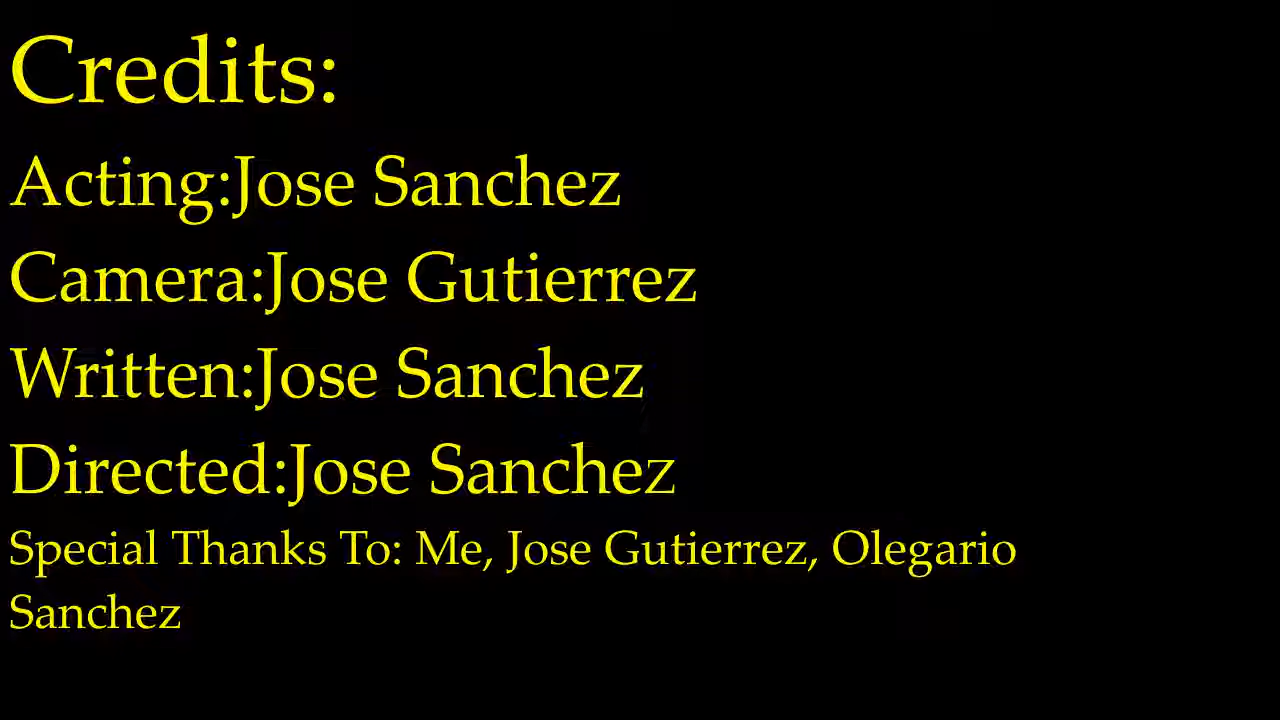 Credits:
Acting:Jose Sanchez
Camera:Jose Gutierrez
Written:Jose Sanchez
Directed:Jose Sanchez
Special Thanks To: Me, Jose Gutierrez, Olegario
Sanchez